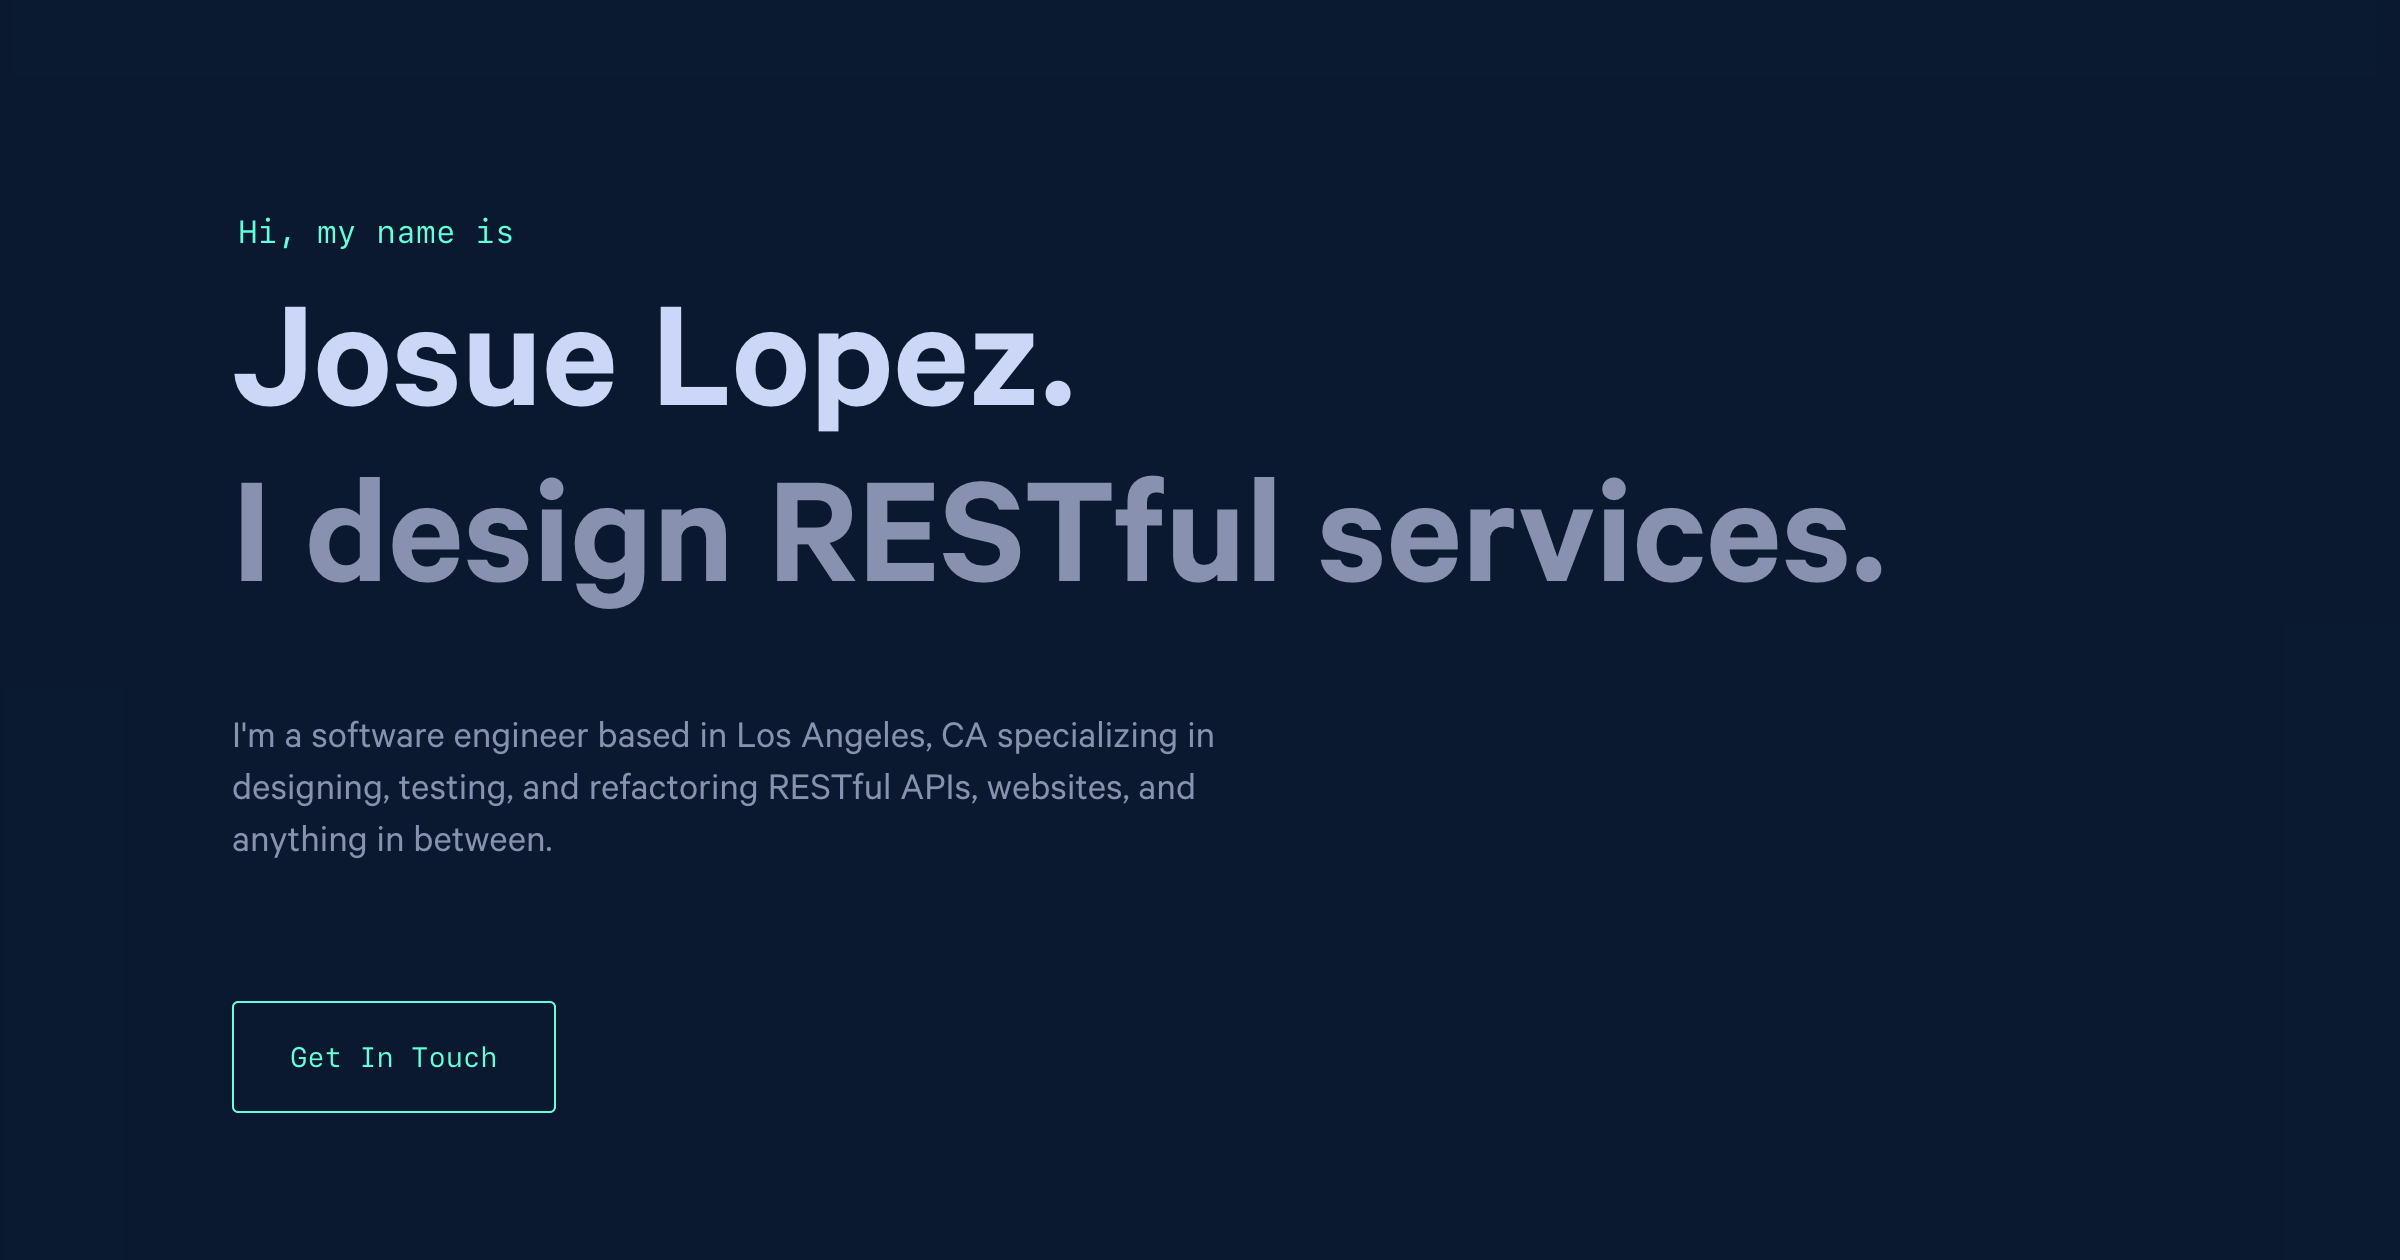 Hi, my name is
Josue Lopez.
I design RESTful services.
I'm a software engineer based in Los Angeles, CA specializing in
designing, testing, and refactoring RESTful APIs, websites, and
anything in between.
Get In Touch